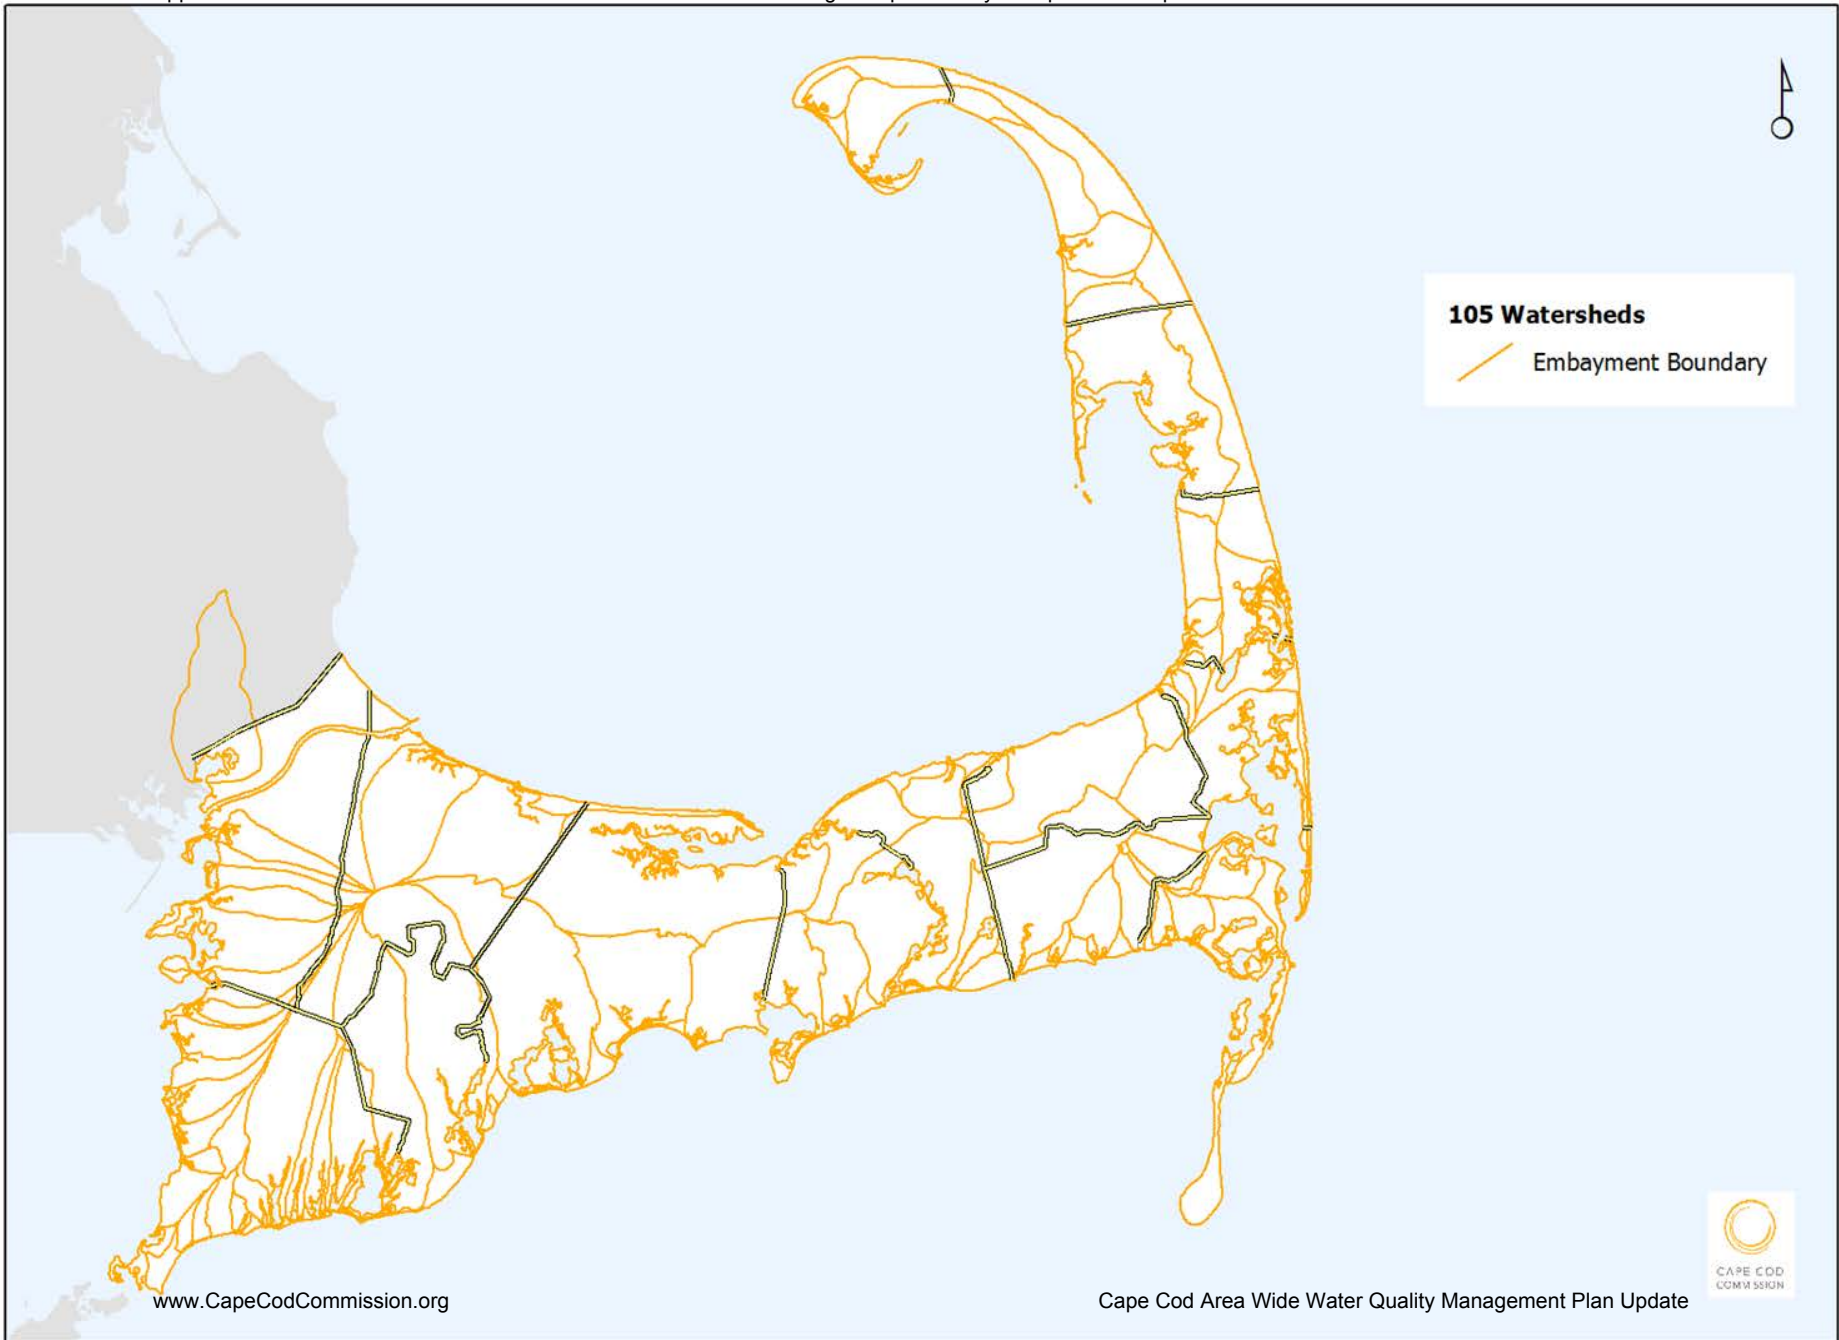 105 Watersheds
Embayment Boundary
CAPE COD
COMMISSION
www.CapeCodCommission.org
Cape Cod Area Wide Water Quality Management Plan Update